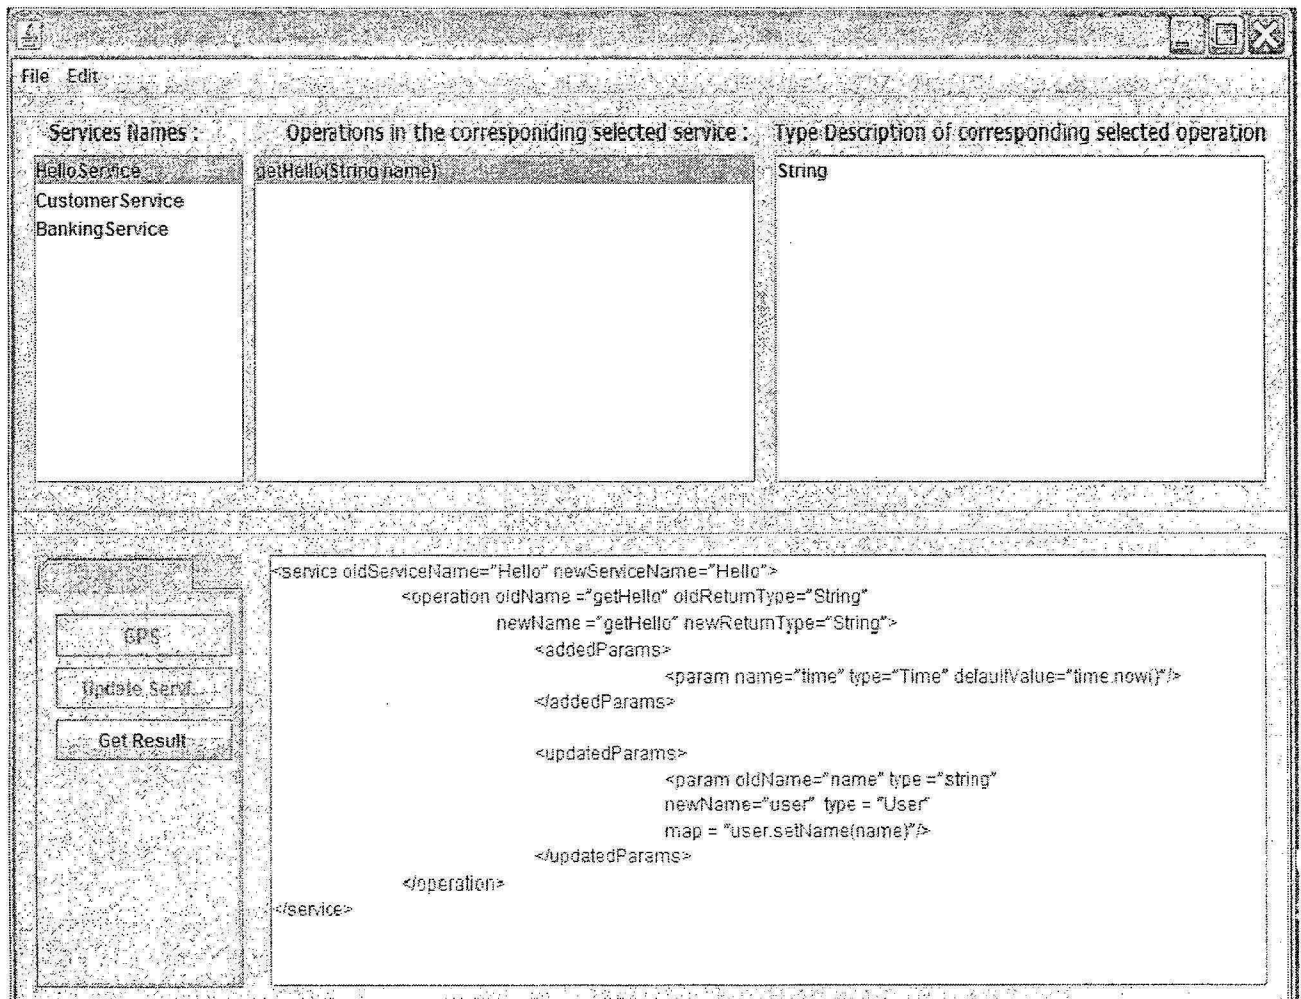 File Edit
Services Names :
Operations in the corresponiding selected service :
Type Description of corresponding selected operation
HelloService
CustomerService
BankingService
getHello(String name)
String
GPS
Update Servi...
Get Result
<service oldServiceName="Hello" newServiceName="Hello">
<operation oldName ="getHello" oldReturnType="String"
newName ="getHello" newReturnType="String">
<addedParams>
<param name="time" type="Time" defaultValue="time.now()"/>
</addedParams>
<updatedParams>
<param oldName="name" type ="string"
newName="user" type = "User"
map = "user.setName(name)"/>
</updatedParams>
</operation>
</service>